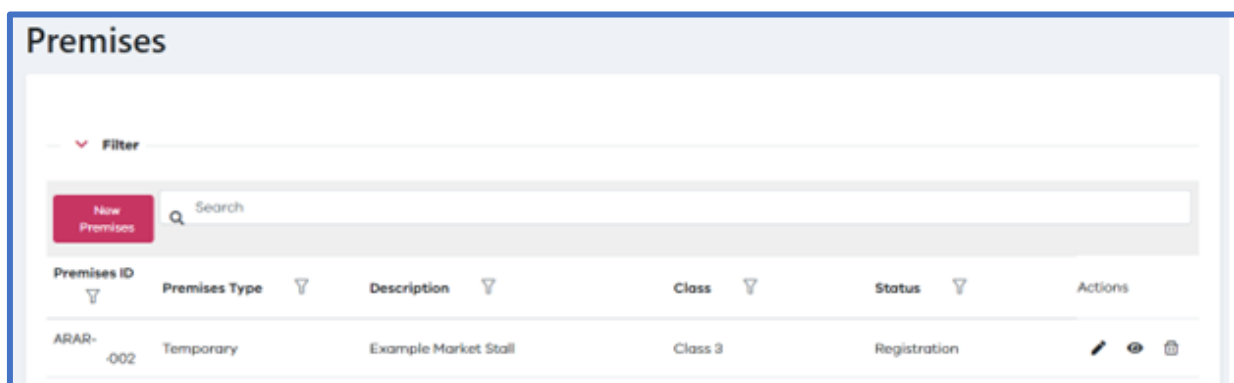 Premises
Filter
New
Premises
Search
Premises ID
Premises Type
Description
Class
Status
Actions
ARAR-
-002
Temporary
Example Market Stall
Class 3
Registration